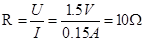 R = U/I = 1.5V/0.15A = 10Ω